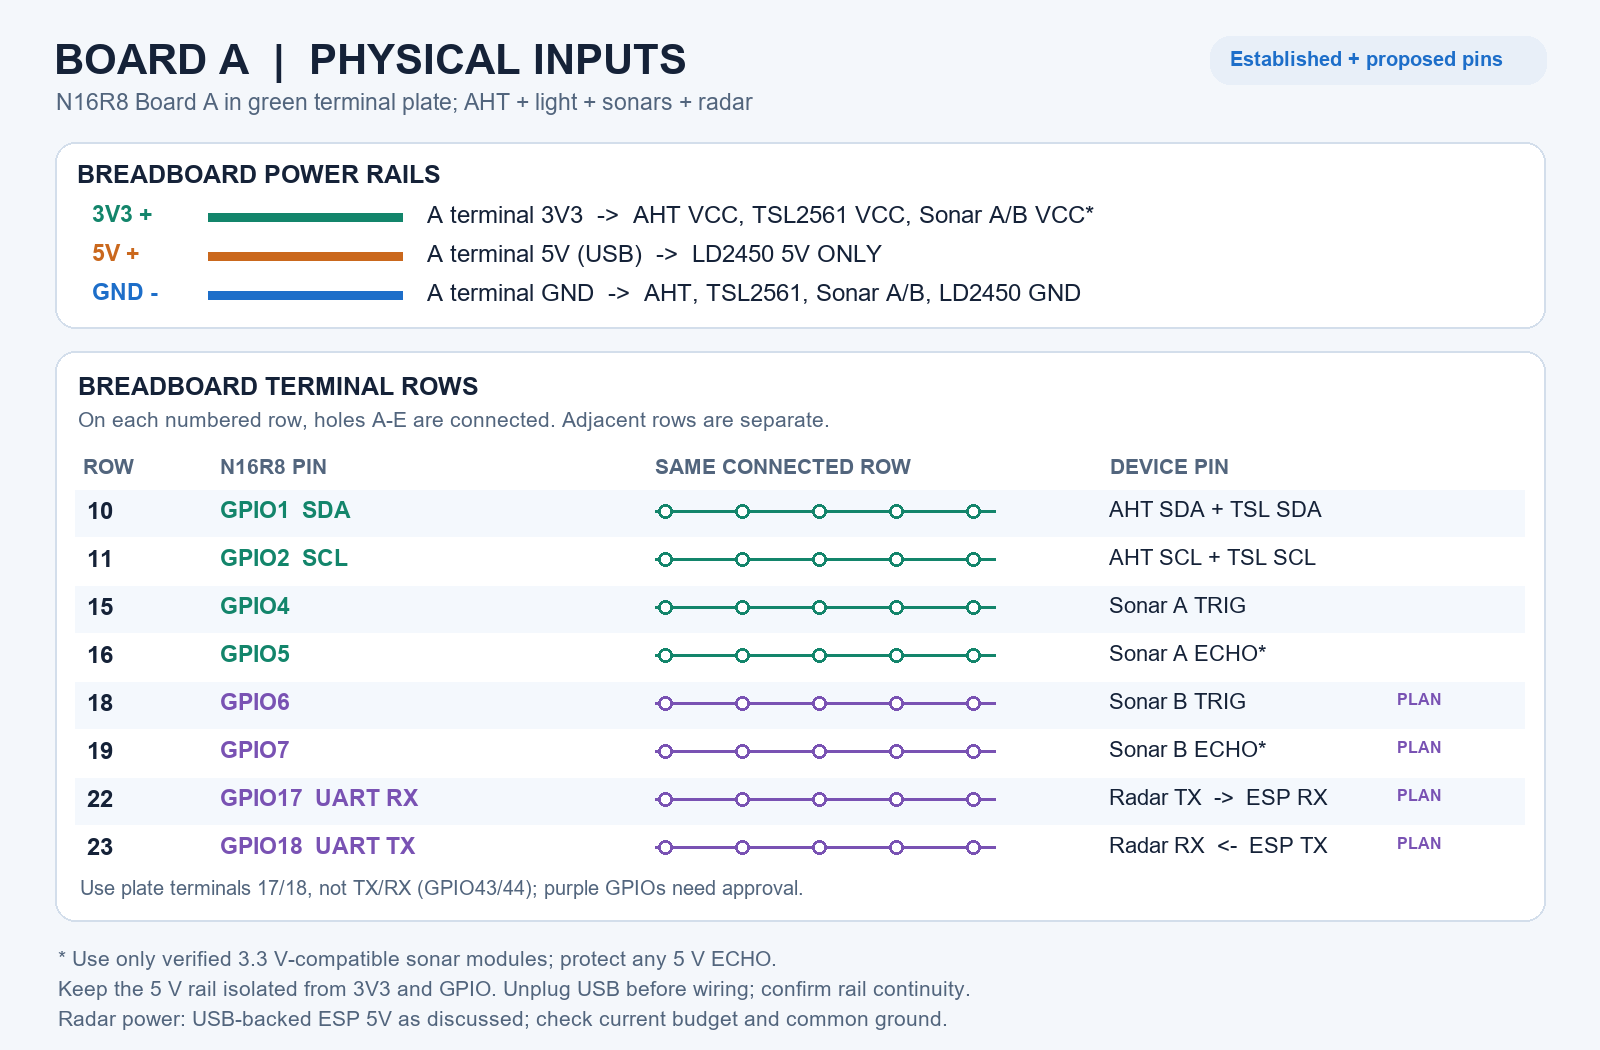 BOARD A | PHYSICAL INPUTS
Established + proposed pins
N16R8 Board A in green terminal plate; AHT + light + sonars + radar
BREADBOARD POWER RAILS
3V3 + A terminal 3V3 -> AHT VCC, TSL2561 VCC, Sonar A/B VCC*
5V + A terminal 5V (USB) -> LD2450 5V ONLY
GND - A terminal GND -> AHT, TSL2561, Sonar A/B, LD2450 GND
BREADBOARD TERMINAL ROWS
On each numbered row, holes A-E are connected. Adjacent rows are separate.
ROW N16R8 PIN SAME CONNECTED ROW DEVICE PIN
10 GPIO1 SDA AHT SDA + TSL SDA
11 GPIO2 SCL AHT SCL + TSL SCL
15 GPIO4 Sonar A TRIG
16 GPIO5 Sonar A ECHO*
18 GPIO6 Sonar B TRIG PLAN
19 GPIO7 Sonar B ECHO* PLAN
22 GPIO17 UART RX Radar TX -> ESP RX PLAN
23 GPIO18 UART TX Radar RX <- ESP TX PLAN
Use plate terminals 17/18, not TX/RX (GPIO43/44); purple GPIOs need approval.
* Use only verified 3.3 V-compatible sonar modules; protect any 5 V ECHO.
Keep the 5 V rail isolated from 3V3 and GPIO. Unplug USB before wiring; confirm rail continuity.
Radar power: USB-backed ESP 5V as discussed; check current budget and common ground.